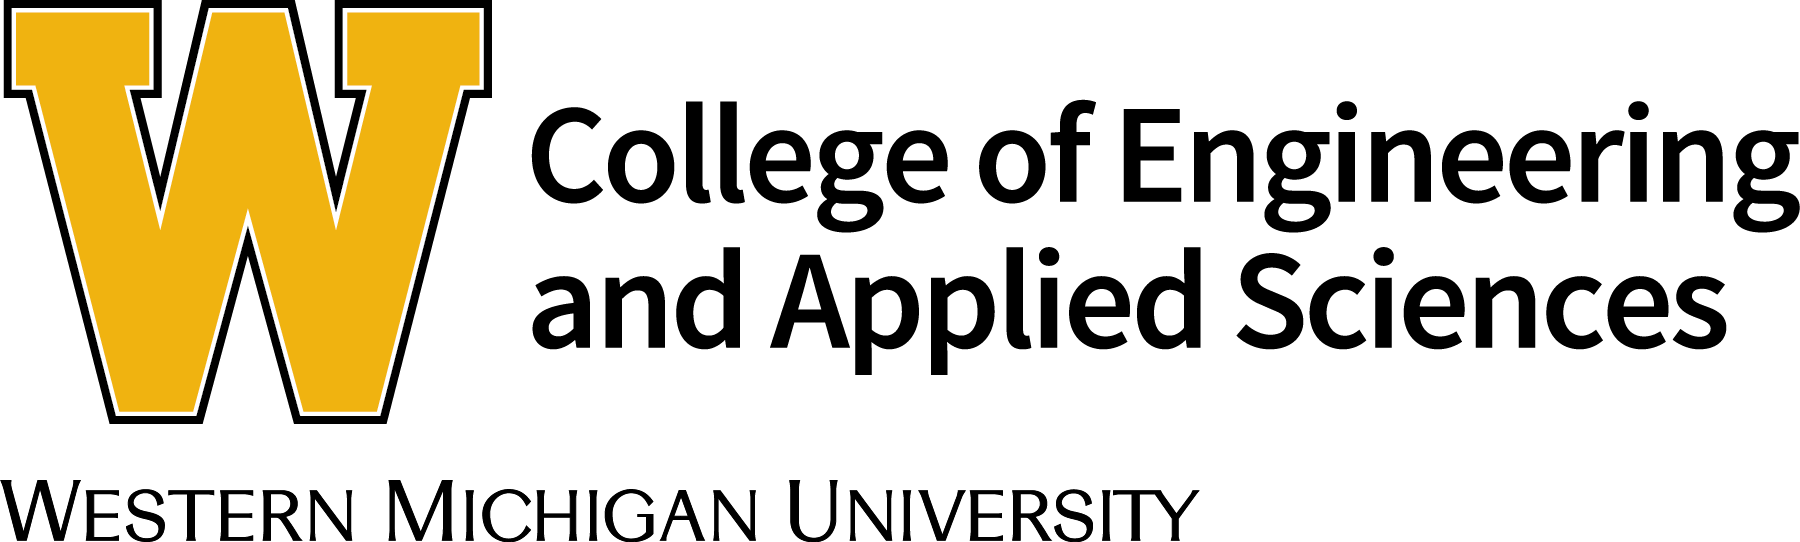 W
College of Engineering
and Applied Sciences
WESTERN MICHIGAN UNIVERSITY